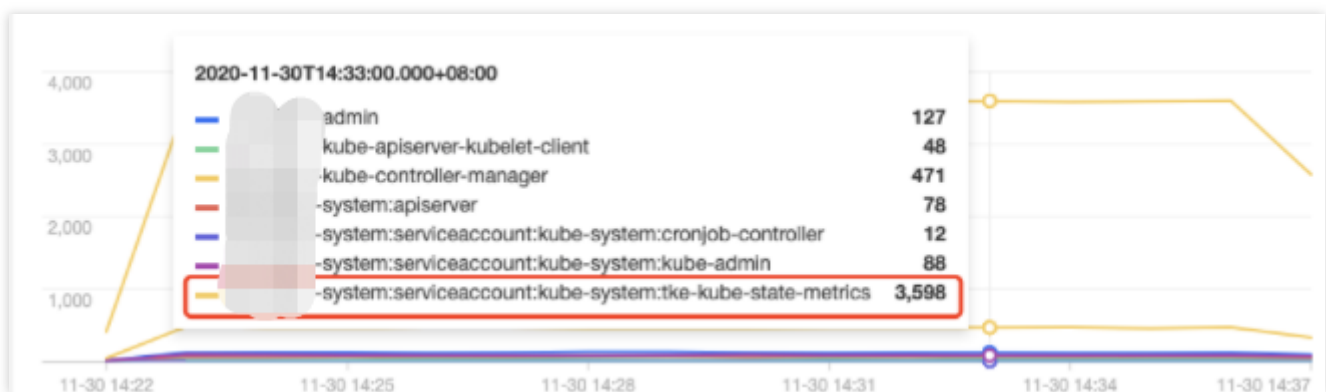 2020-11-30T14:33:00.000+08:00
4,000
admin 127
kube-apiserver-kubelet-client 48
3,000
-kube-controller-manager 471
-system:apiserver 78
2,000
-system:serviceaccount:kube-system:cronjob-controller 12
-system:serviceaccount:kube-system:kube-admin 88
1,000
-system:serviceaccount:kube-system:tke-kube-state-metrics 3,598
11-30 14:22 11-30 14:25 11-30 14:28 11-30 14:31 11-30 14:34 11-30 14:37